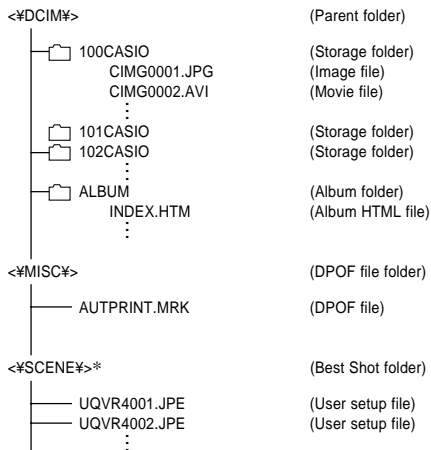 <¥DCIM¥> (Parent folder)
100CASIO (Storage folder)
CIMG0001.JPG (Image file)
CIMG0002.AVI (Movie file)
101CASIO (Storage folder)
102CASIO (Storage folder)
ALBUM (Album folder)
INDEX.HTM (Album HTML file)
<¥MISC¥> (DPOF file folder)
AUTPRINT.MRK (DPOF file)
<¥SCENE¥>* (Best Shot folder)
UQVR4001.JPE (User setup file)
UQVR4002.JPE (User setup file)